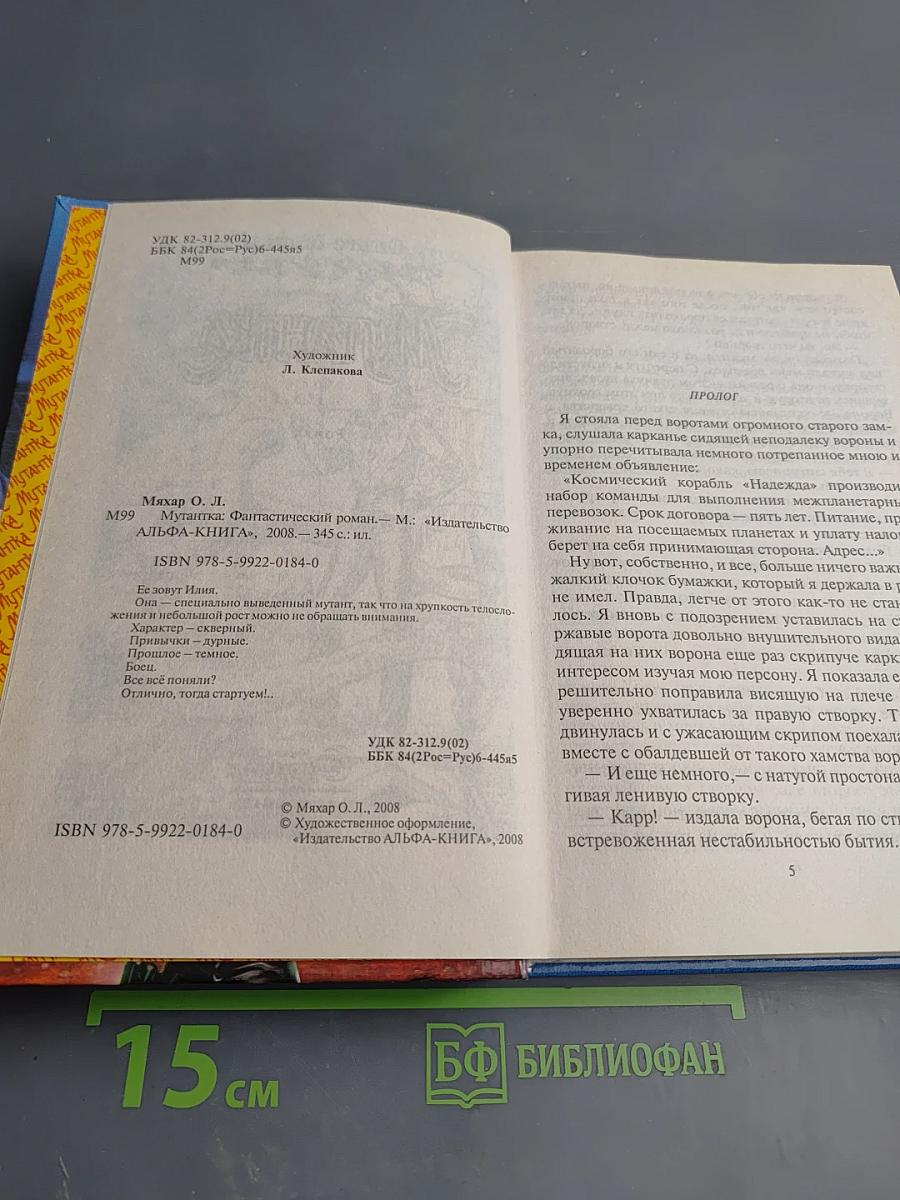 УДК 82-312.9(02)
ББК 84(2Рос=Рус)6-445я5
М99
Художник
Л. Клепакова
Мяхар О. Л.
М99 Мутантка: Фантастический роман.— М.: «Издательство
АЛЬФА-КНИГА», 2008.— 345 с.: ил.
ISBN 978-5-9922-0184-0
Ее зовут Илия.
Она — специально выведенный мутант, так что на хрупкость телосло-
жения и небольшой рост можно не обращать внимания.
Характер — скверный.
Привычки — дурные.
Прошлое — темное.
Боец.
Все всё поняли?
Отлично, тогда стартуем!..
УДК 82-312.9(02)
ББК 84(2Рос=Рус)6-445я5
© Мяхар О. Л., 2008
© Художественное оформление,
«Издательство АЛЬФА-КНИГА», 2008
ISBN 978-5-9922-0184-0
ПРОЛОГ
Я стояла перед воротами огромного старого зам-
ка, слушала карканье сидящей неподалеку вороны и
упорно перечитывала немного потрепанное мною и
временем объявление:
«Космический корабль «Надежда» производи
набор команды для выполнения межпланетарны
перевозок. Срок договора — пять лет. Питание, пр
живание на посещаемых планетах и уплату нало
берет на себя принимающая сторона. Адрес...»
Ну вот, собственно, и все, больше ничего важн
жалкий клочок бумажки, который я держала в р
не имел. Правда, легче от этого как-то не стан
лось. Я вновь с подозрением уставилась на ст
ржавые ворота довольно внушительного вида
дящая на них ворона еще раз скрипуче карк
интересом изучая мою персону. Я показала е
решительно поправила висящую на плече
уверенно ухватилась за правую створку. Т
двинулась и с ужасающим скрипом поехала
вместе с обалдевшей от такого хамства вор
— И еще немного,— с натугой простона
гивая ленивую створку.
— Карр! — издала ворона, бегая по ств
встревоженная нестабильностью бытия.
5
Мутантка
15 см
БФ БИБЛИОФАН